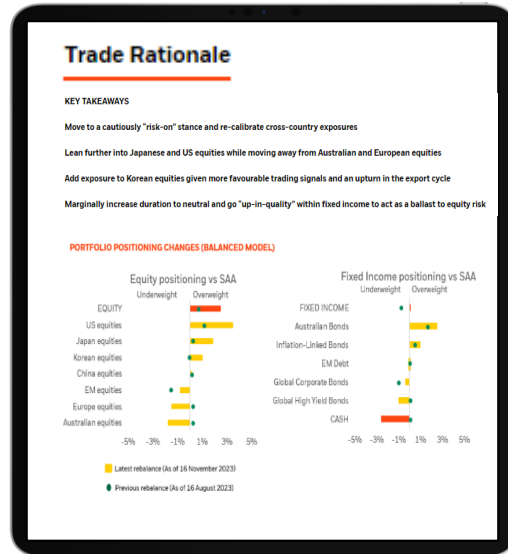 Trade Rationale
KEY TAKEAWAYS
Move to a cautiously "risk-on" stance and re-calibrate cross-country exposures
Lean further into Japanese and US equities while moving away from Australian and European equities
Add exposure to Korean equities given more favourable trading signals and an upturn in the export cycle
Marginally increase duration to neutral and go "up-in-quality" within fixed income to act as a ballast to equity risk
PORTFOLIO POSITIONING CHANGES (BALANCED MODEL)
Equity positioning vs SAA
Underweight Overweight
EQUITY
US equities
Japan equities
Korean equities
China equities
EM equities
Europe equities
Australian equities
-5% -3% -1% 1% 3% 5%
Latest rebalance (As of 16 November 2023)
Previous rebalance (As of 16 August 2023)
Fixed Income positioning vs SAA
Underweight Overweight
FIXED INCOME
Australian Bonds
Inflation-Linked Bonds
EM Debt
Global Corporate Bonds
Global High Yield Bonds
CASH
-5% -3% -1% 1% 3% 5%